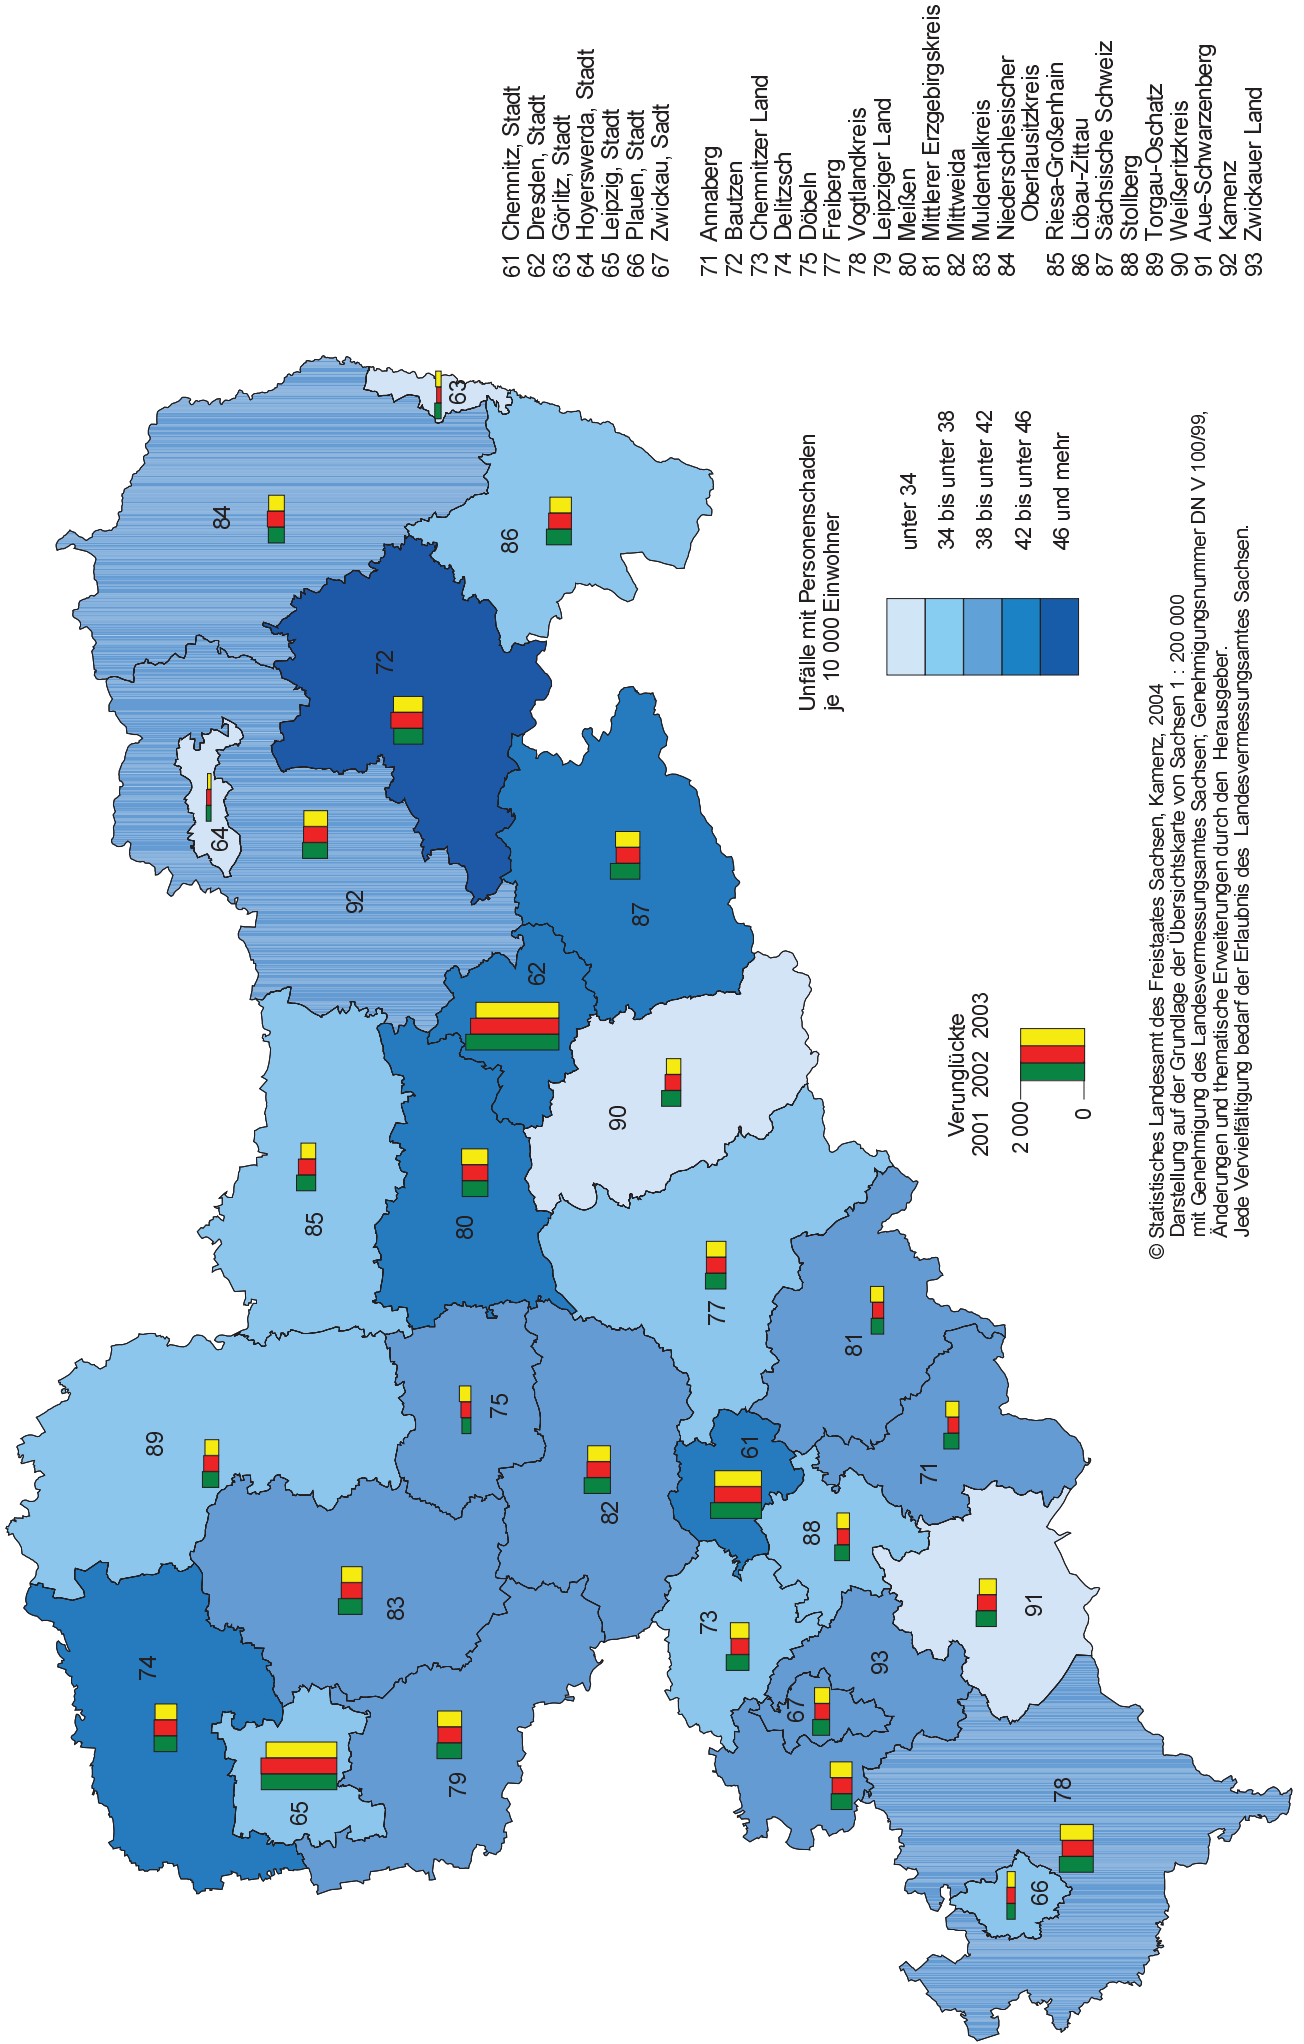 61 Chemnitz, Stadt
62 Dresden, Stadt
63 Görlitz, Stadt
64 Hoyerswerda, Stadt
65 Leipzig, Stadt
66 Plauen, Stadt
67 Zwickau, Sadt
71 Annaberg
72 Bautzen
73 Chemnitzer Land
74 Delitzsch
75 Döbeln
77 Freiberg
78 Vogtlandkreis
79 Leipziger Land
80 Meißen
81 Mittlerer Erzgebirgskreis
82 Mittweida
83 Muldentalkreis
84 Niederschlesischer
Oberlausitzkreis
85 Riesa-Großenhain
86 Löbau-Zittau
87 Sächsische Schweiz
88 Stollberg
89 Torgau-Oschatz
90 Weißeritzkreis
91 Aue-Schwarzenberg
92 Kamenz
93 Zwickauer Land
Unfälle mit Personenschaden
je 10 000 Einwohner
unter 34
34 bis unter 38
38 bis unter 42
42 bis unter 46
46 und mehr
Verunglückte
2001 2002 2003
2 000
0
© Statistisches Landesamt des Freistaates Sachsen, Kamenz, 2004
Darstellung auf der Grundlage der Übersichtskarte von Sachsen 1 : 200 000
mit Genehmigung des Landesvermessungsamtes Sachsen; Genehmigungsnummer DN V 100/99,
Änderungen und thematische Erweiterungen durch den Herausgeber.
Jede Vervielfältigung bedarf der Erlaubnis des Landesvermessungsamtes Sachsen.
74
89
65
83
79
75
82
85
80
64
92
84
72
63
86
62
87
90
77
61
81
71
88
73
91
93
67
78
66